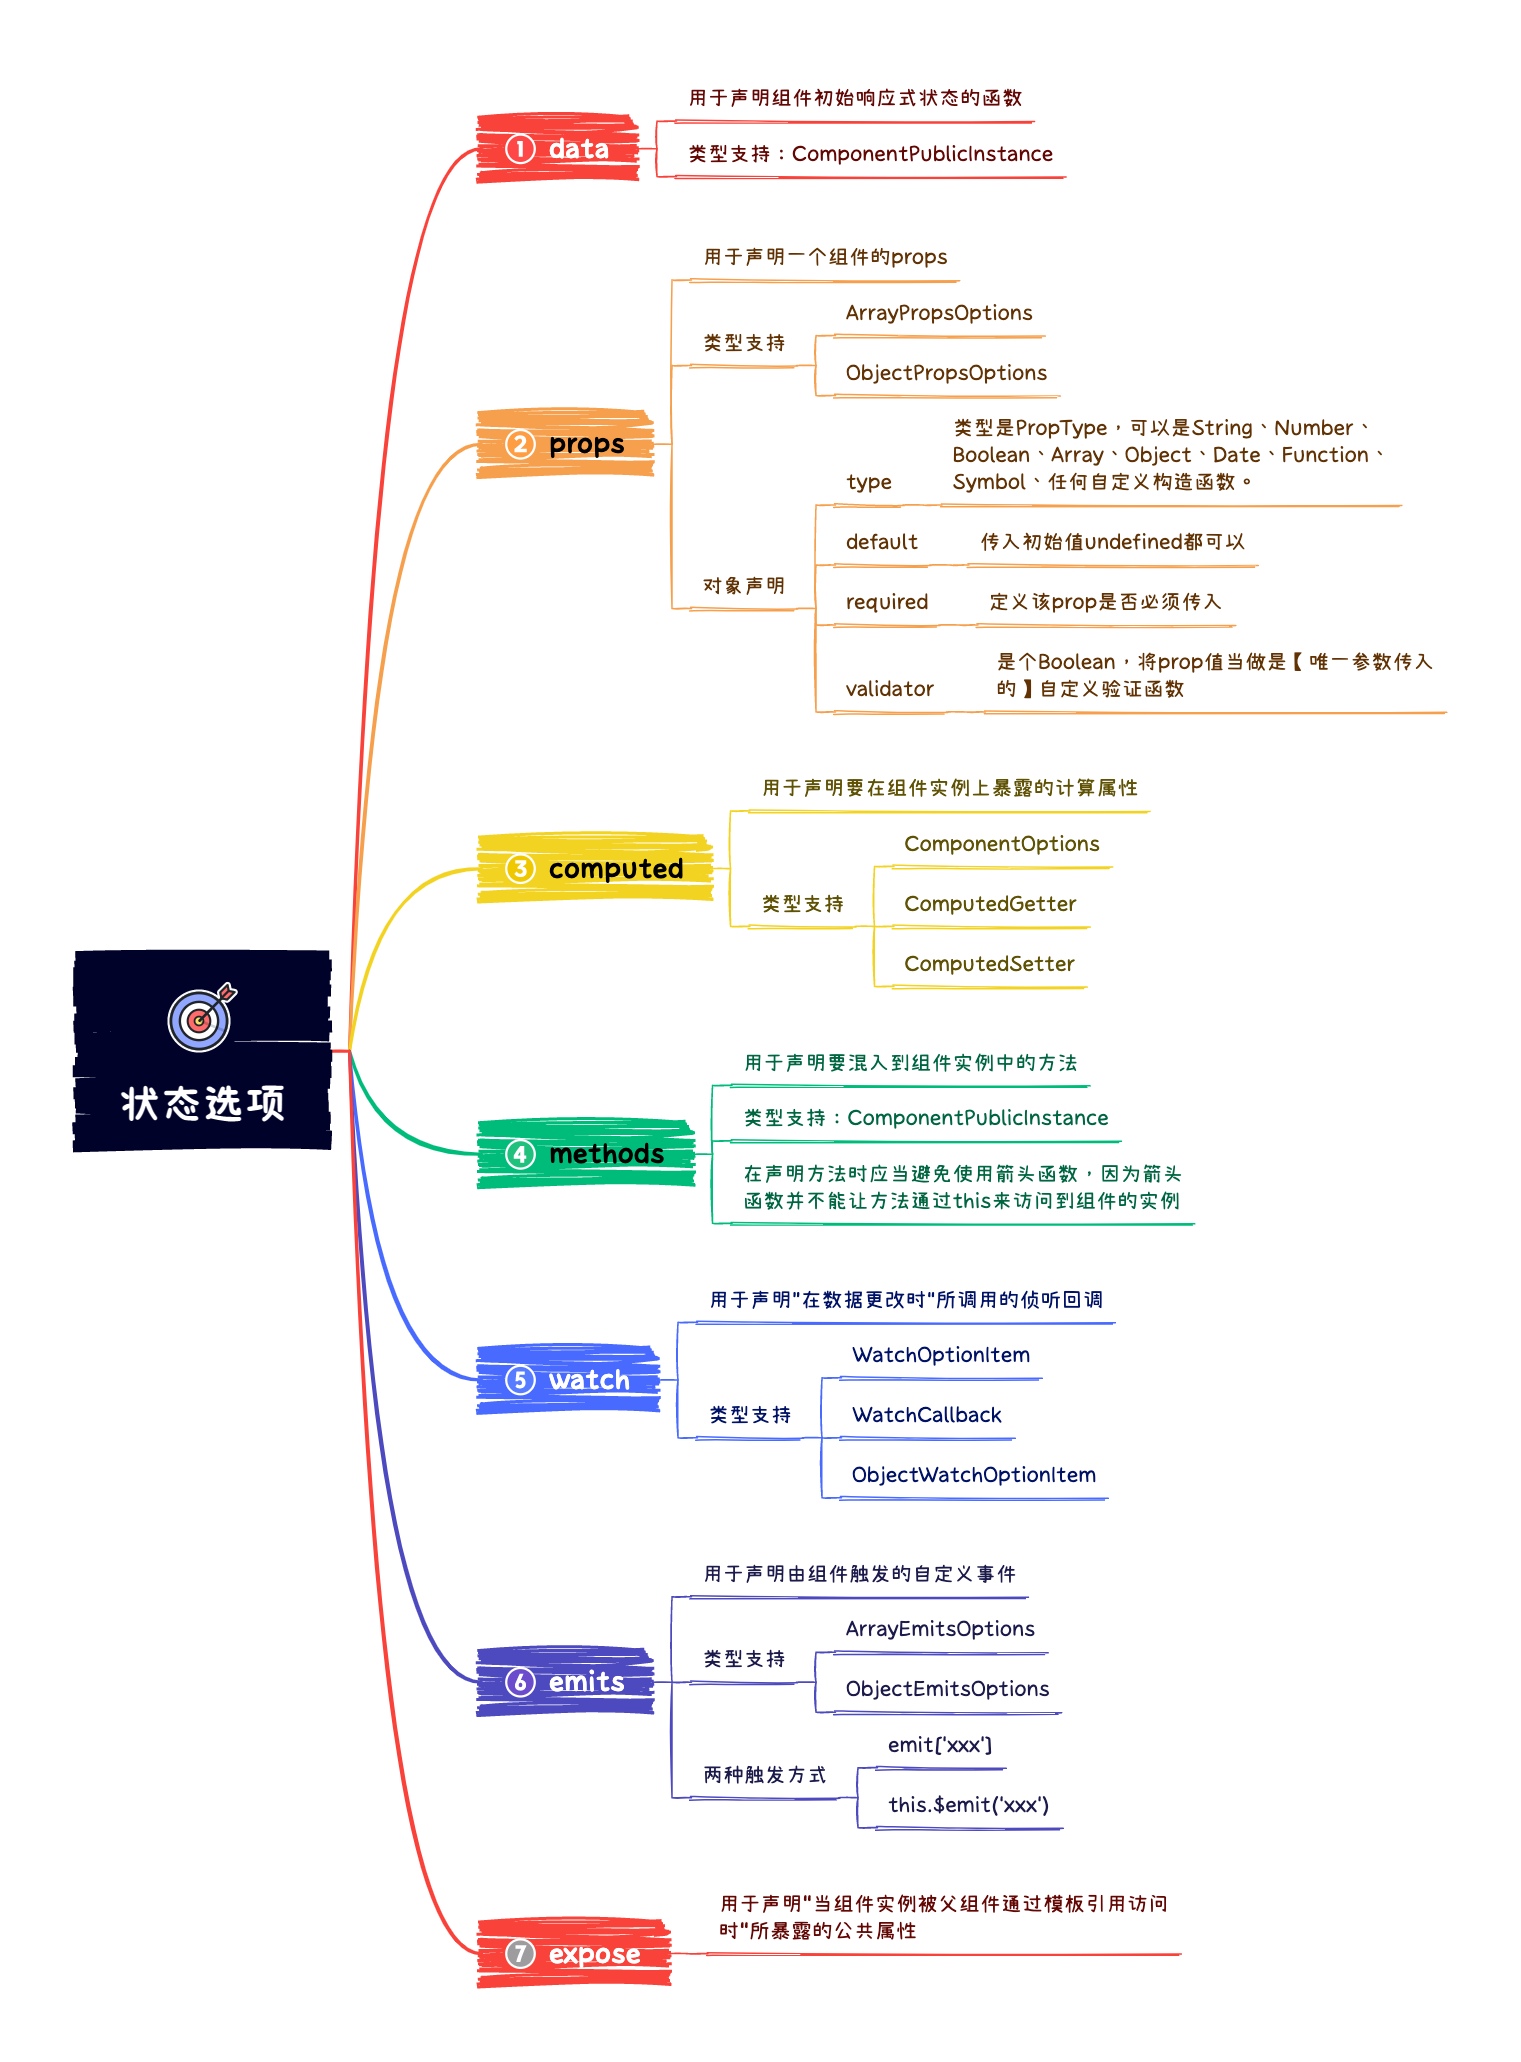 状态选项
① data
用于声明组件初始响应式状态的函数
类型支持：ComponentPublicInstance
② props
用于声明一个组件的props
类型支持
ArrayPropsOptions
ObjectPropsOptions
对象声明
type
类型是PropType，可以是String、Number、
Boolean、Array、Object、Date、Function、
Symbol、任何自定义构造函数。
default
传入初始值undefined都可以
required
定义该prop是否必须传入
validator
是个Boolean，将prop值当做是【唯一参数传入
的】自定义验证函数
③ computed
用于声明要在组件实例上暴露的计算属性
类型支持
ComponentOptions
ComputedGetter
ComputedSetter
④ methods
用于声明要混入到组件实例中的方法
类型支持：ComponentPublicInstance
在声明方法时应当避免使用箭头函数，因为箭头
函数并不能让方法通过this来访问到组件的实例
⑤ watch
用于声明"在数据更改时"所调用的侦听回调
类型支持
WatchOptionItem
WatchCallback
ObjectWatchOptionItem
⑥ emits
用于声明由组件触发的自定义事件
类型支持
ArrayEmitsOptions
ObjectEmitsOptions
两种触发方式
emit['xxx']
this.$emit('xxx')
⑦ expose
用于声明"当组件实例被父组件通过模板引用访问
时"所暴露的公共属性